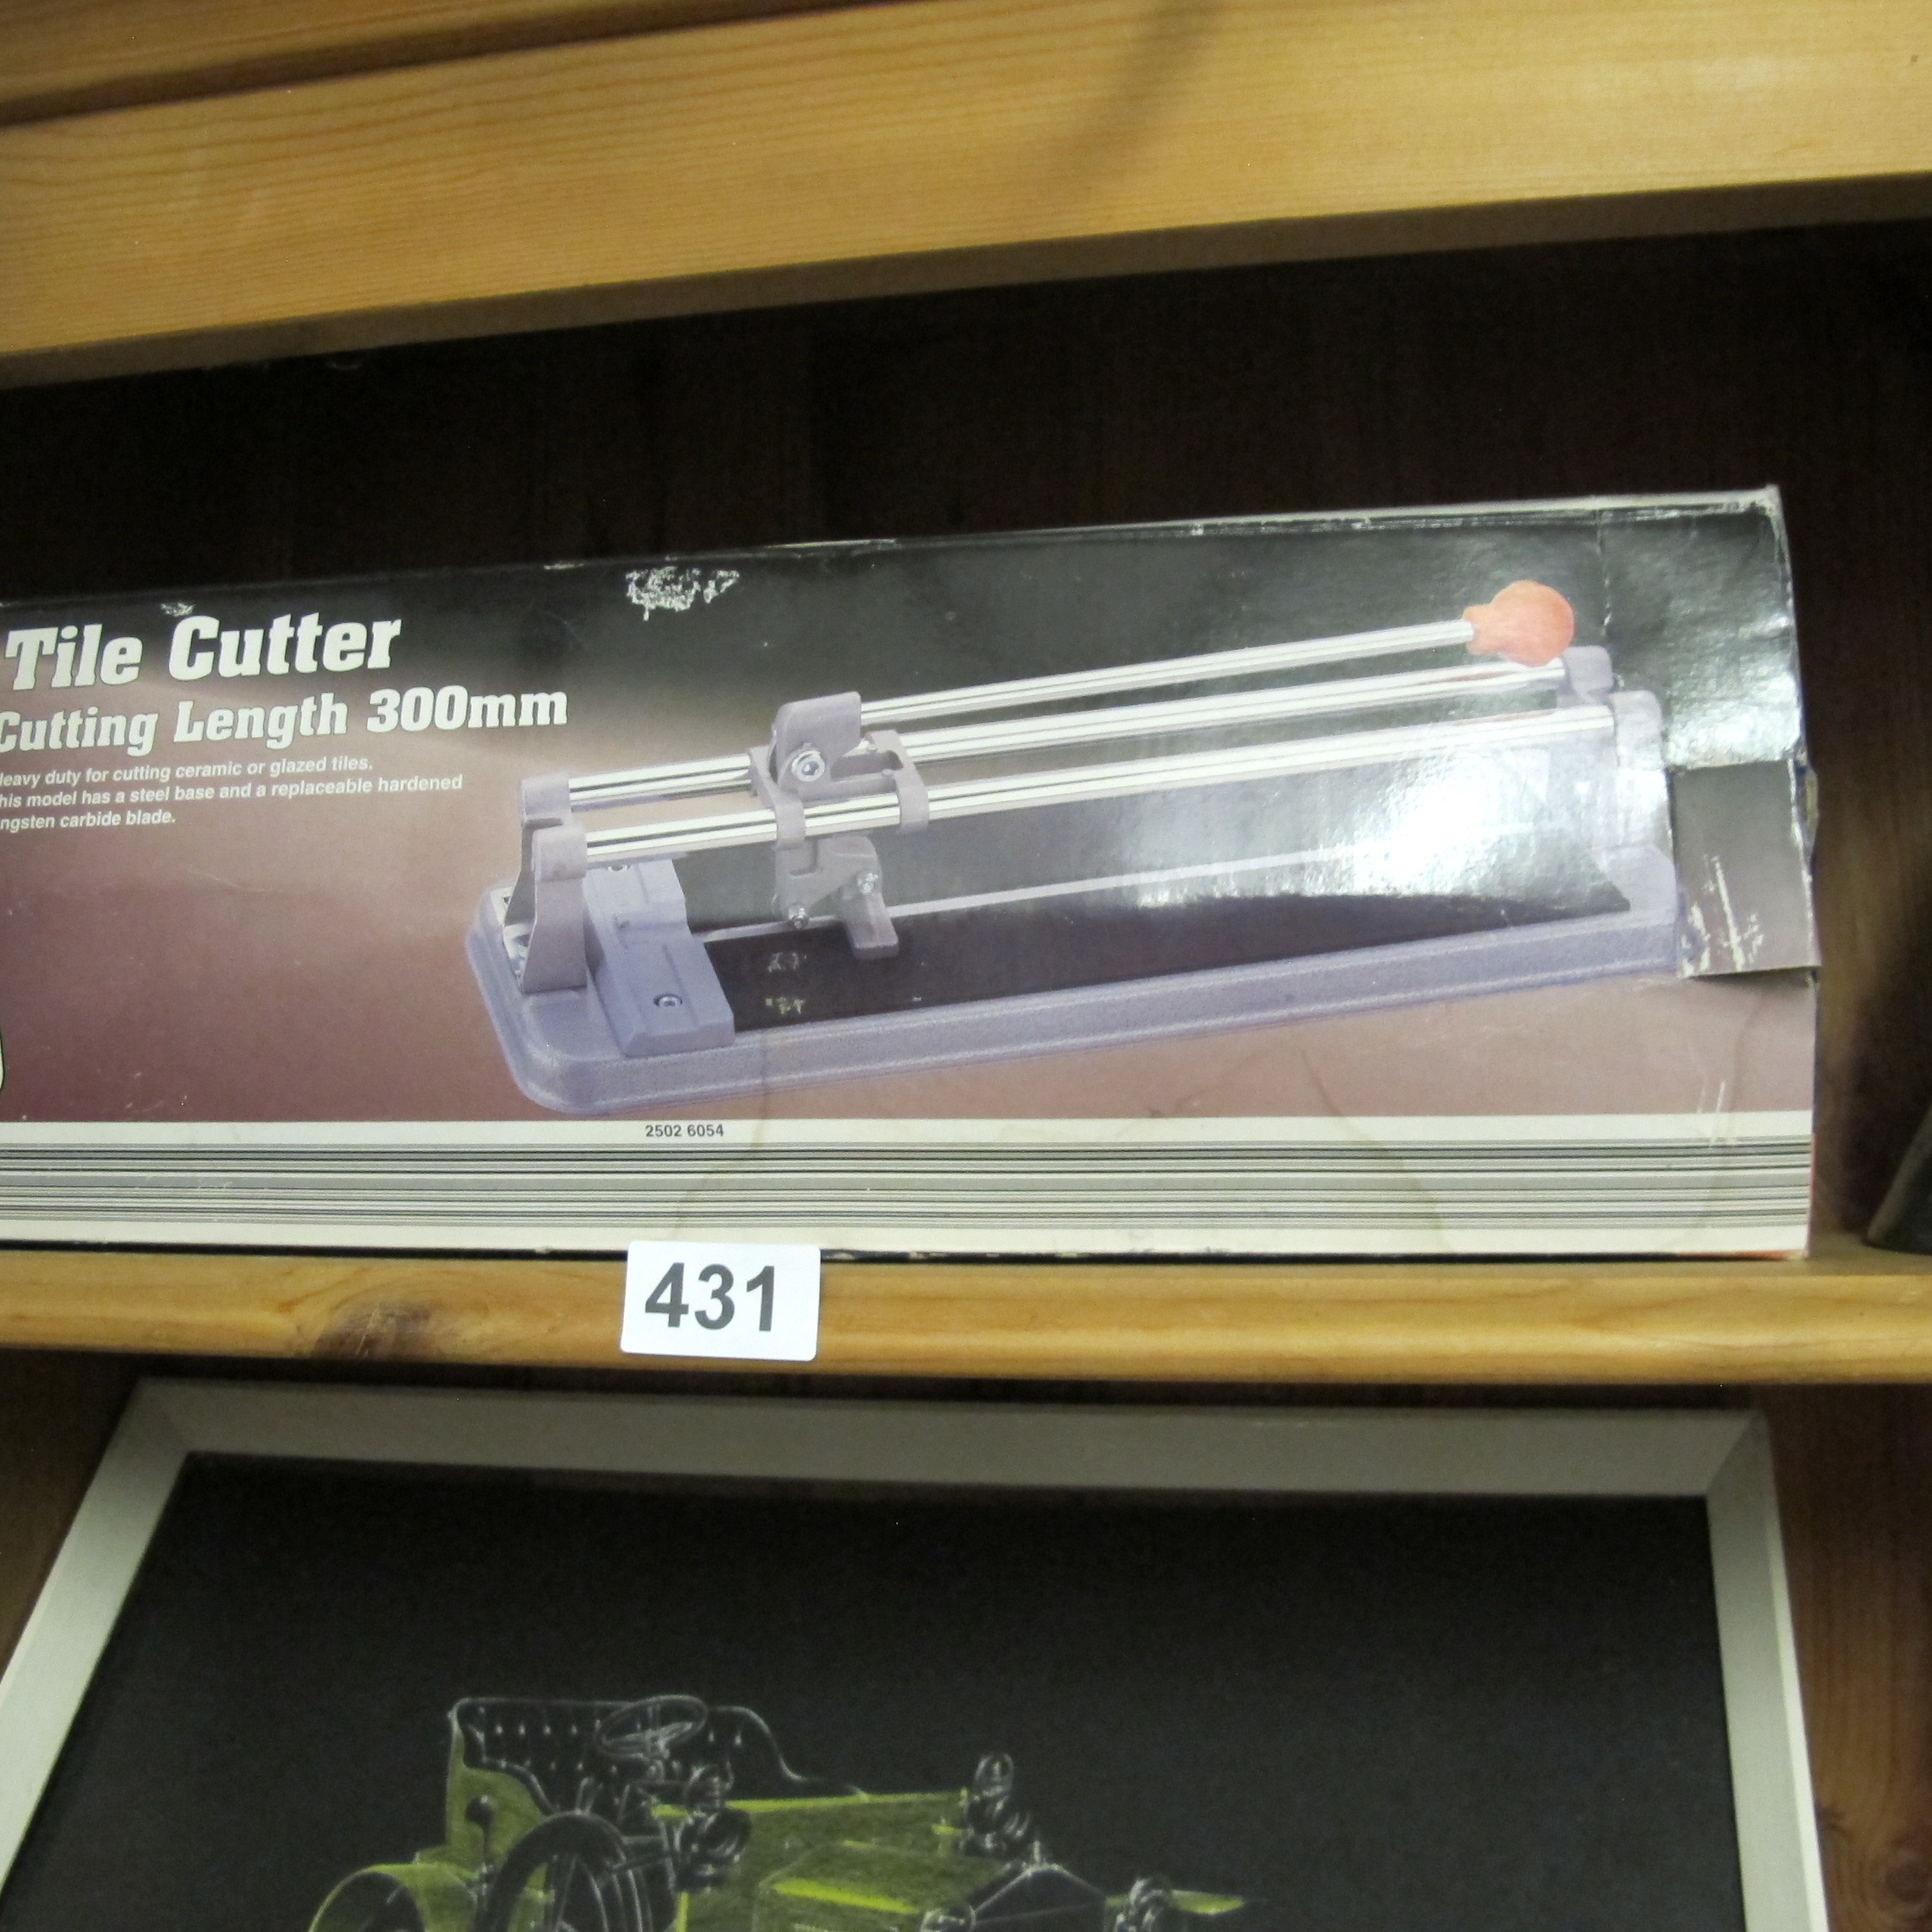 Tile Cutter
Cutting Length 300mm
eavy duty for cutting ceramic or glazed tiles.
his model has a steel base and a replaceable hardened
ngsten carbide blade.
2502 6054
431